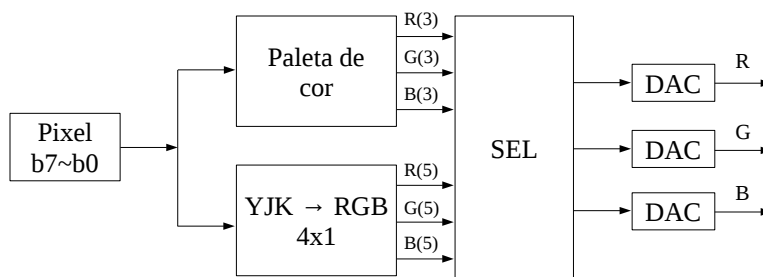 R(3)
Paleta de
cor
G(3)
B(3)
Pixel
b7~b0
YJK → RGB
4x1
R(5)
G(5)
B(5)
SEL
DAC
R
DAC
G
DAC
B